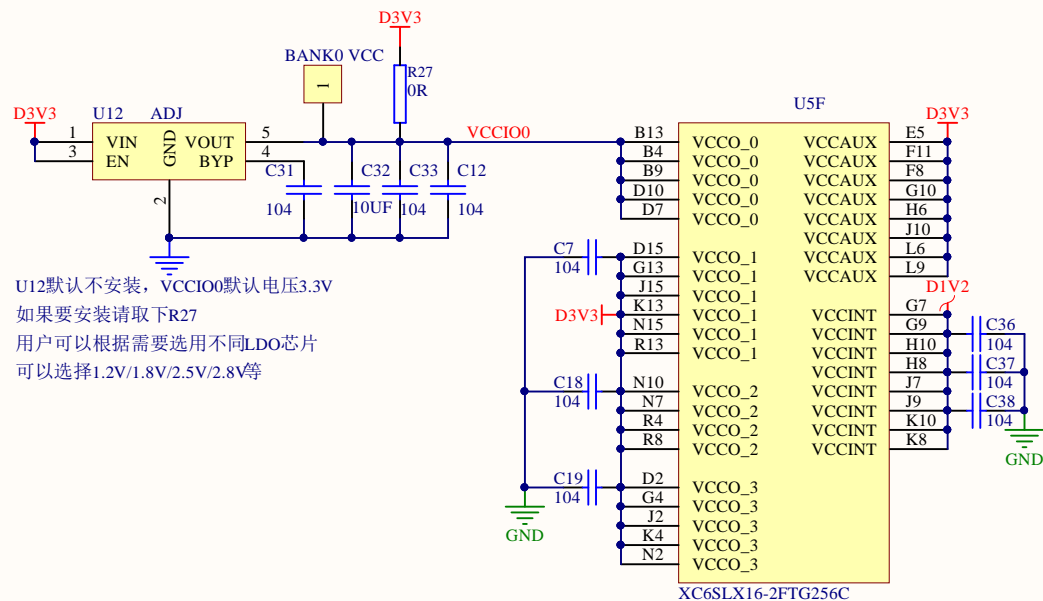 D3V3
BANK0 VCC
1
R27
0R
D3V3
U12 ADJ
1 VIN GND VOUT 5
3 EN BYP 4
2
VCCIO0
C31 C32 C33 C12
104 10UF 104 104
U12默认不安装，VCCIO0默认电压3.3V
如果要安装请取下R27
用户可以根据需要选用不同LDO芯片
可以选择1.2V/1.8V/2.5V/2.8V等
U5F
D3V3
B13 VCCO_0 VCCAUX E5
B4 VCCO_0 VCCAUX F11
B9 VCCO_0 VCCAUX F8
D10 VCCO_0 VCCAUX G10
D7 VCCO_0 VCCAUX H6
VCCAUX J10
C7
104
D15 VCCO_1 VCCAUX L6
G13 VCCO_1 VCCAUX L9
J15 VCCO_1
D1V2
D3V3
K13 VCCO_1 VCCINT G7
N15 VCCO_1 VCCINT G9
R13 VCCO_1 VCCINT H10
VCCINT H8
C36
104
C37
104
C38
104
C18
104
N10 VCCO_2 VCCINT J7
N7 VCCO_2 VCCINT J9
R4 VCCO_2 VCCINT K10
R8 VCCO_2 VCCINT K8
GND
C19
104
D2 VCCO_3
G4 VCCO_3
J2 VCCO_3
K4 VCCO_3
N2 VCCO_3
GND
XC6SLX16-2FTG256C